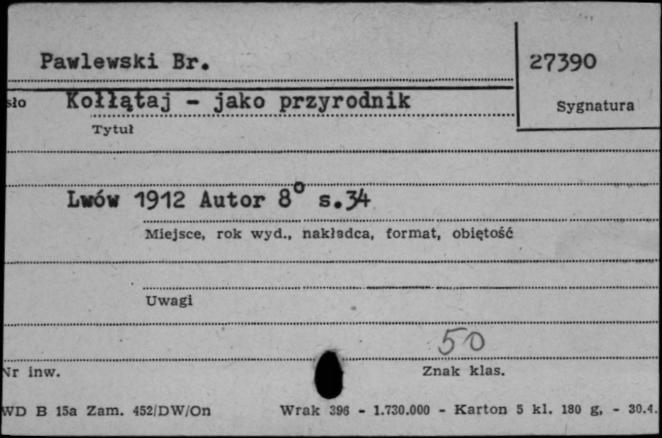 Pawlewski Br.
27390
sło Kołłątaj - jako przyrodnik
Sygnatura
Tytuł
Lwów 1912 Autor 8° s.34
Miejsce, rok wyd., nakładca, format, objętość
Uwagi
50
Nr inw.
Znak klas.
WD B 15a Zam. 452/DW/On Wrak 396 - 1.730.000 - Karton 5 kl. 180 g, - 30.4.